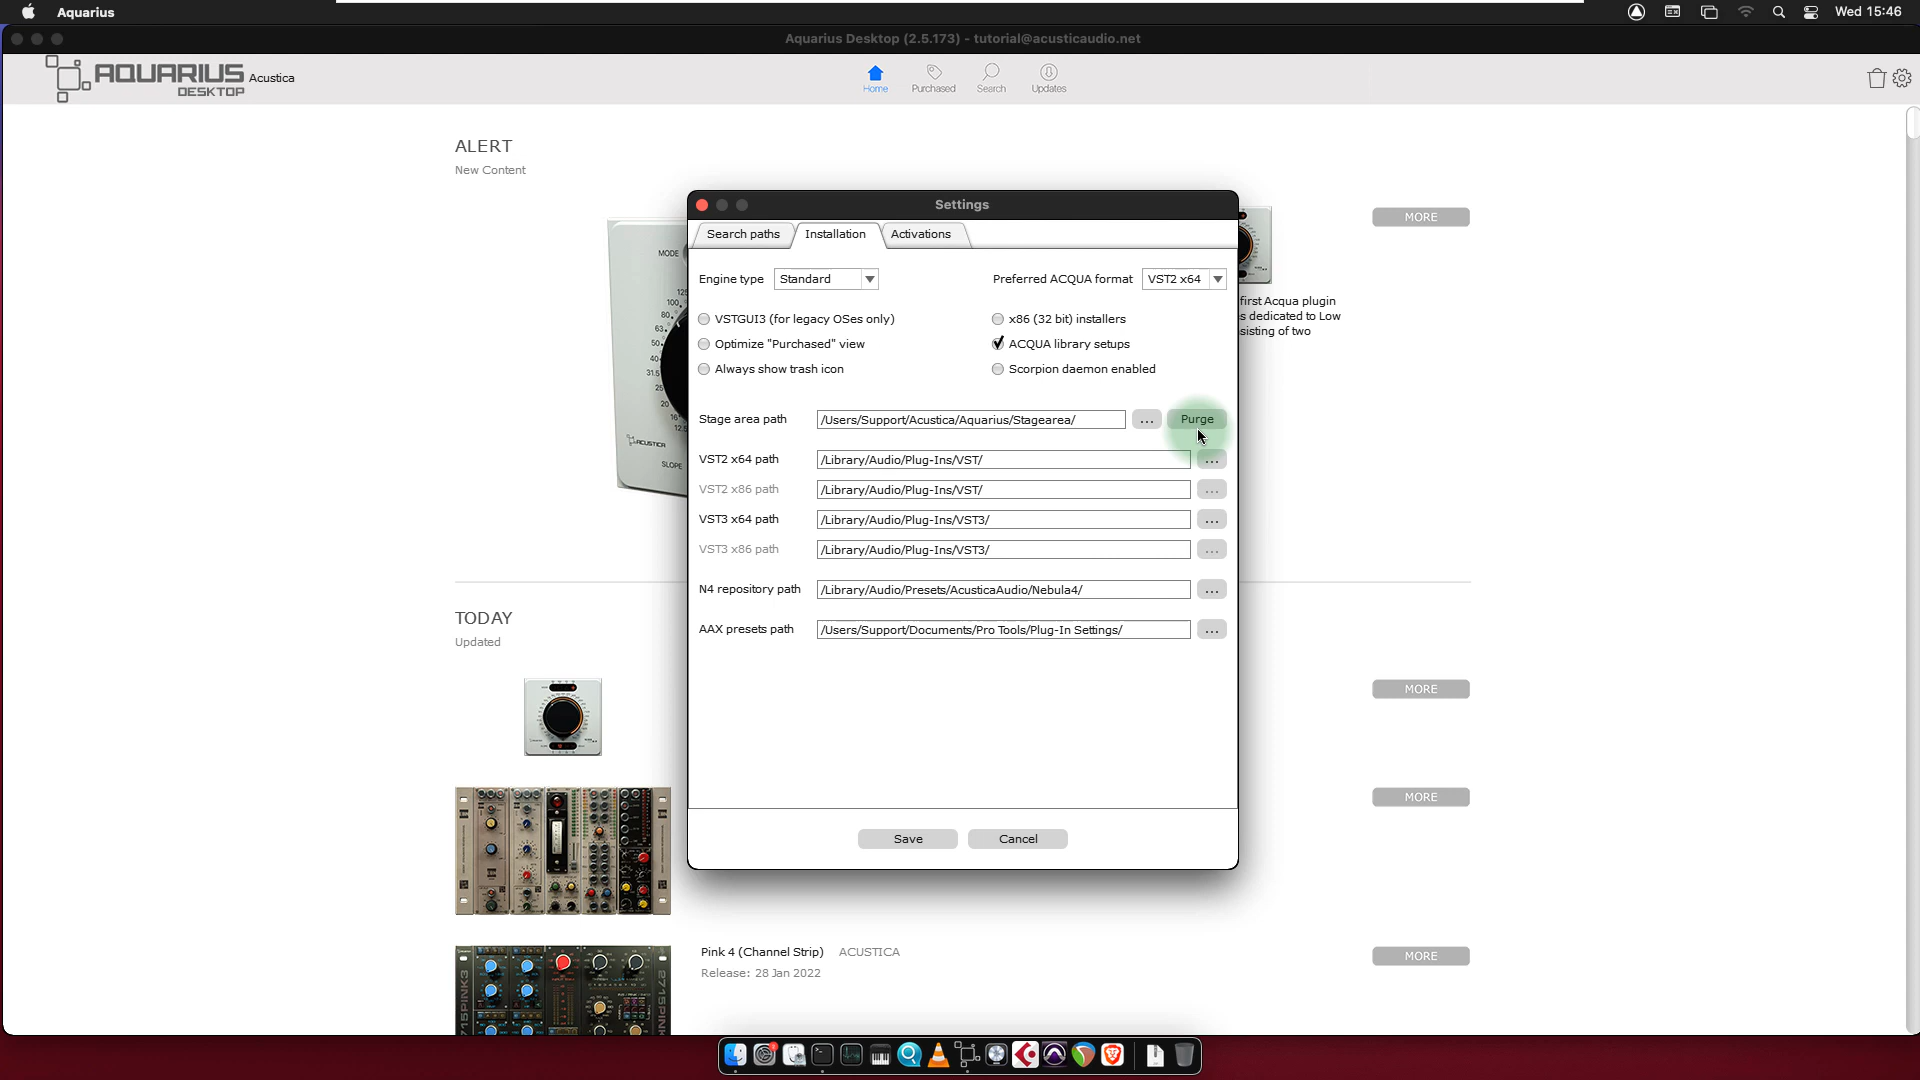 Aquarius
Wed 15:46
Aquarius Desktop (2.5.173) - tutorial@acusticaudio.net
AQUARIUS
DESKTOP
Acustica
Home
Purchased
Search
Updates
ALERT
New Content
MORE
MODE
SLOPE
ACUSTICA
first Acqua plugin
s dedicated to Low
sisting of two
Settings
Search paths
Installation
Activations
Engine type
Standard
Preferred ACQUA format
VST2 x64
VSTGUI3 (for legacy OSes only)
x86 (32 bit) installers
Optimize "Purchased" view
ACQUA library setups
Always show trash icon
Scorpion daemon enabled
Stage area path
/Users/Support/Acustica/Aquarius/Stagearea/
...
Purge
VST2 x64 path
/Library/Audio/Plug-Ins/VST/
...
VST2 x86 path
/Library/Audio/Plug-Ins/VST/
...
VST3 x64 path
/Library/Audio/Plug-Ins/VST3/
...
VST3 x86 path
/Library/Audio/Plug-Ins/VST3/
...
N4 repository path
/Library/Audio/Presets/AcusticaAudio/Nebula4/
...
AAX presets path
/Users/Support/Documents/Pro Tools/Plug-In Settings/
...
Save
Cancel
TODAY
Updated
MORE
MORE
Pink 4 (Channel Strip) ACUSTICA
Release: 28 Jan 2022
MORE